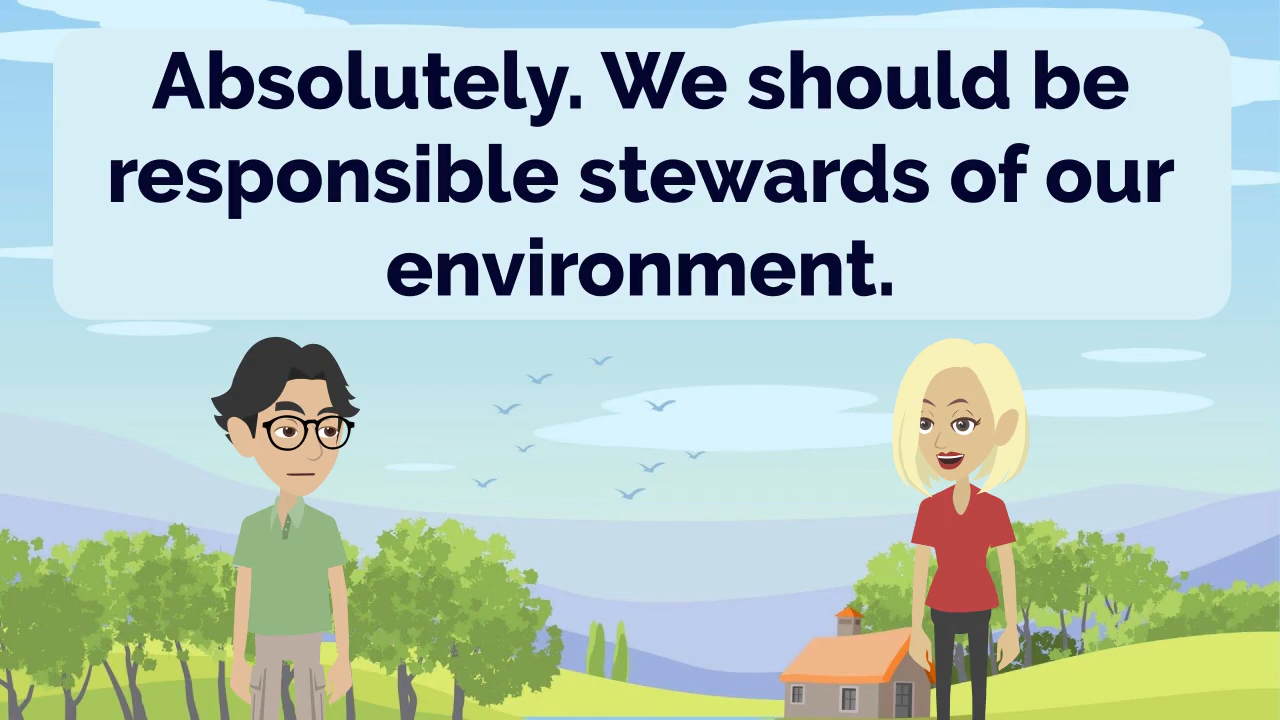 Absolutely. We should be
responsible stewards of our
environment.